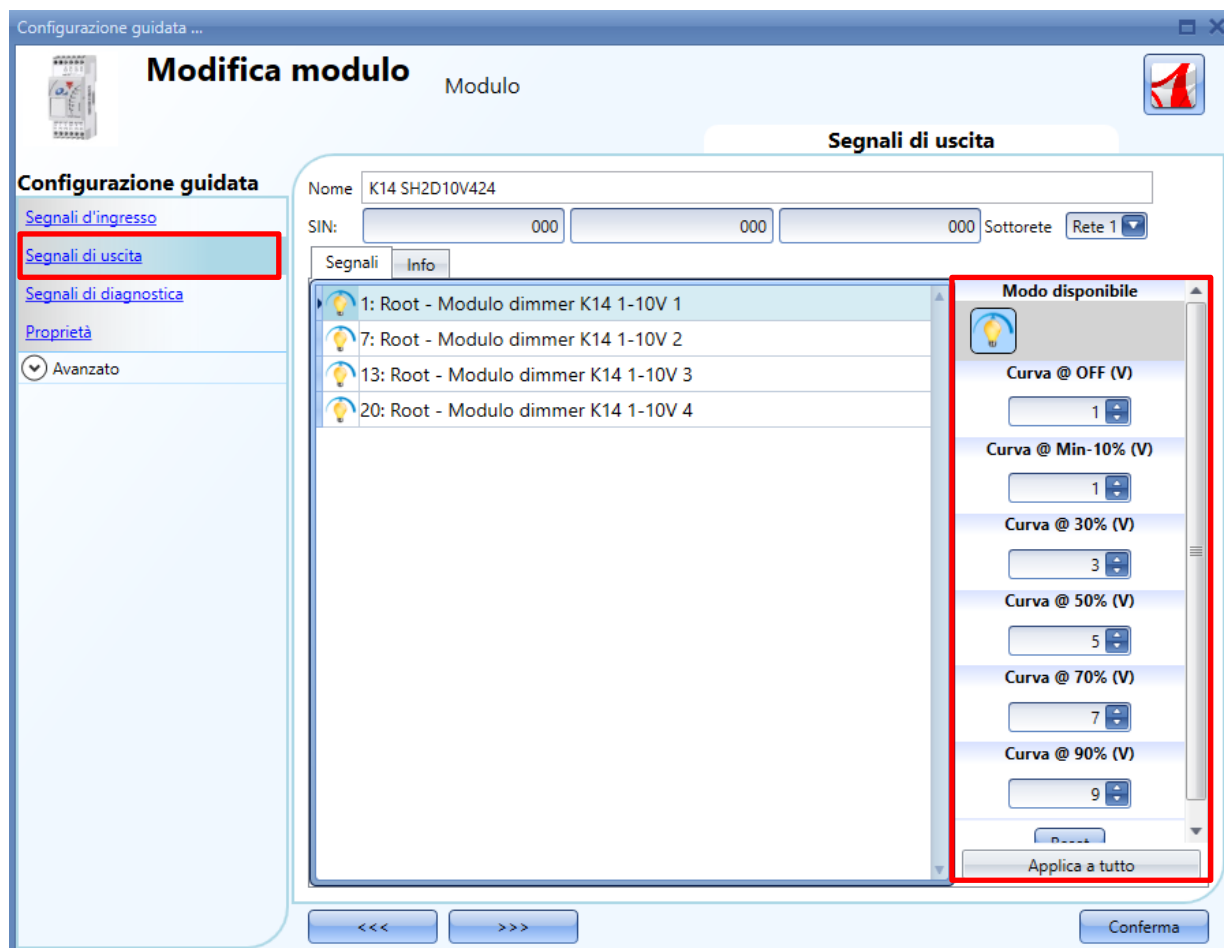 Configurazione guidata ...
Modifica modulo
Modulo
Segnali di uscita
Configurazione guidata
Segnali d'ingresso
Segnali di uscita
Segnali di diagnostica
Proprietà
Avanzato
Nome K14 SH2D10V424
SIN: 000 000 000 Sottorete Rete 1
Segnali Info
1: Root - Modulo dimmer K14 1-10V 1
7: Root - Modulo dimmer K14 1-10V 2
13: Root - Modulo dimmer K14 1-10V 3
20: Root - Modulo dimmer K14 1-10V 4
Modo disponibile
Curva @ OFF (V)
1
Curva @ Min-10% (V)
1
Curva @ 30% (V)
3
Curva @ 50% (V)
5
Curva @ 70% (V)
7
Curva @ 90% (V)
9
Reset
Applica a tutto
<<< >>> Conferma